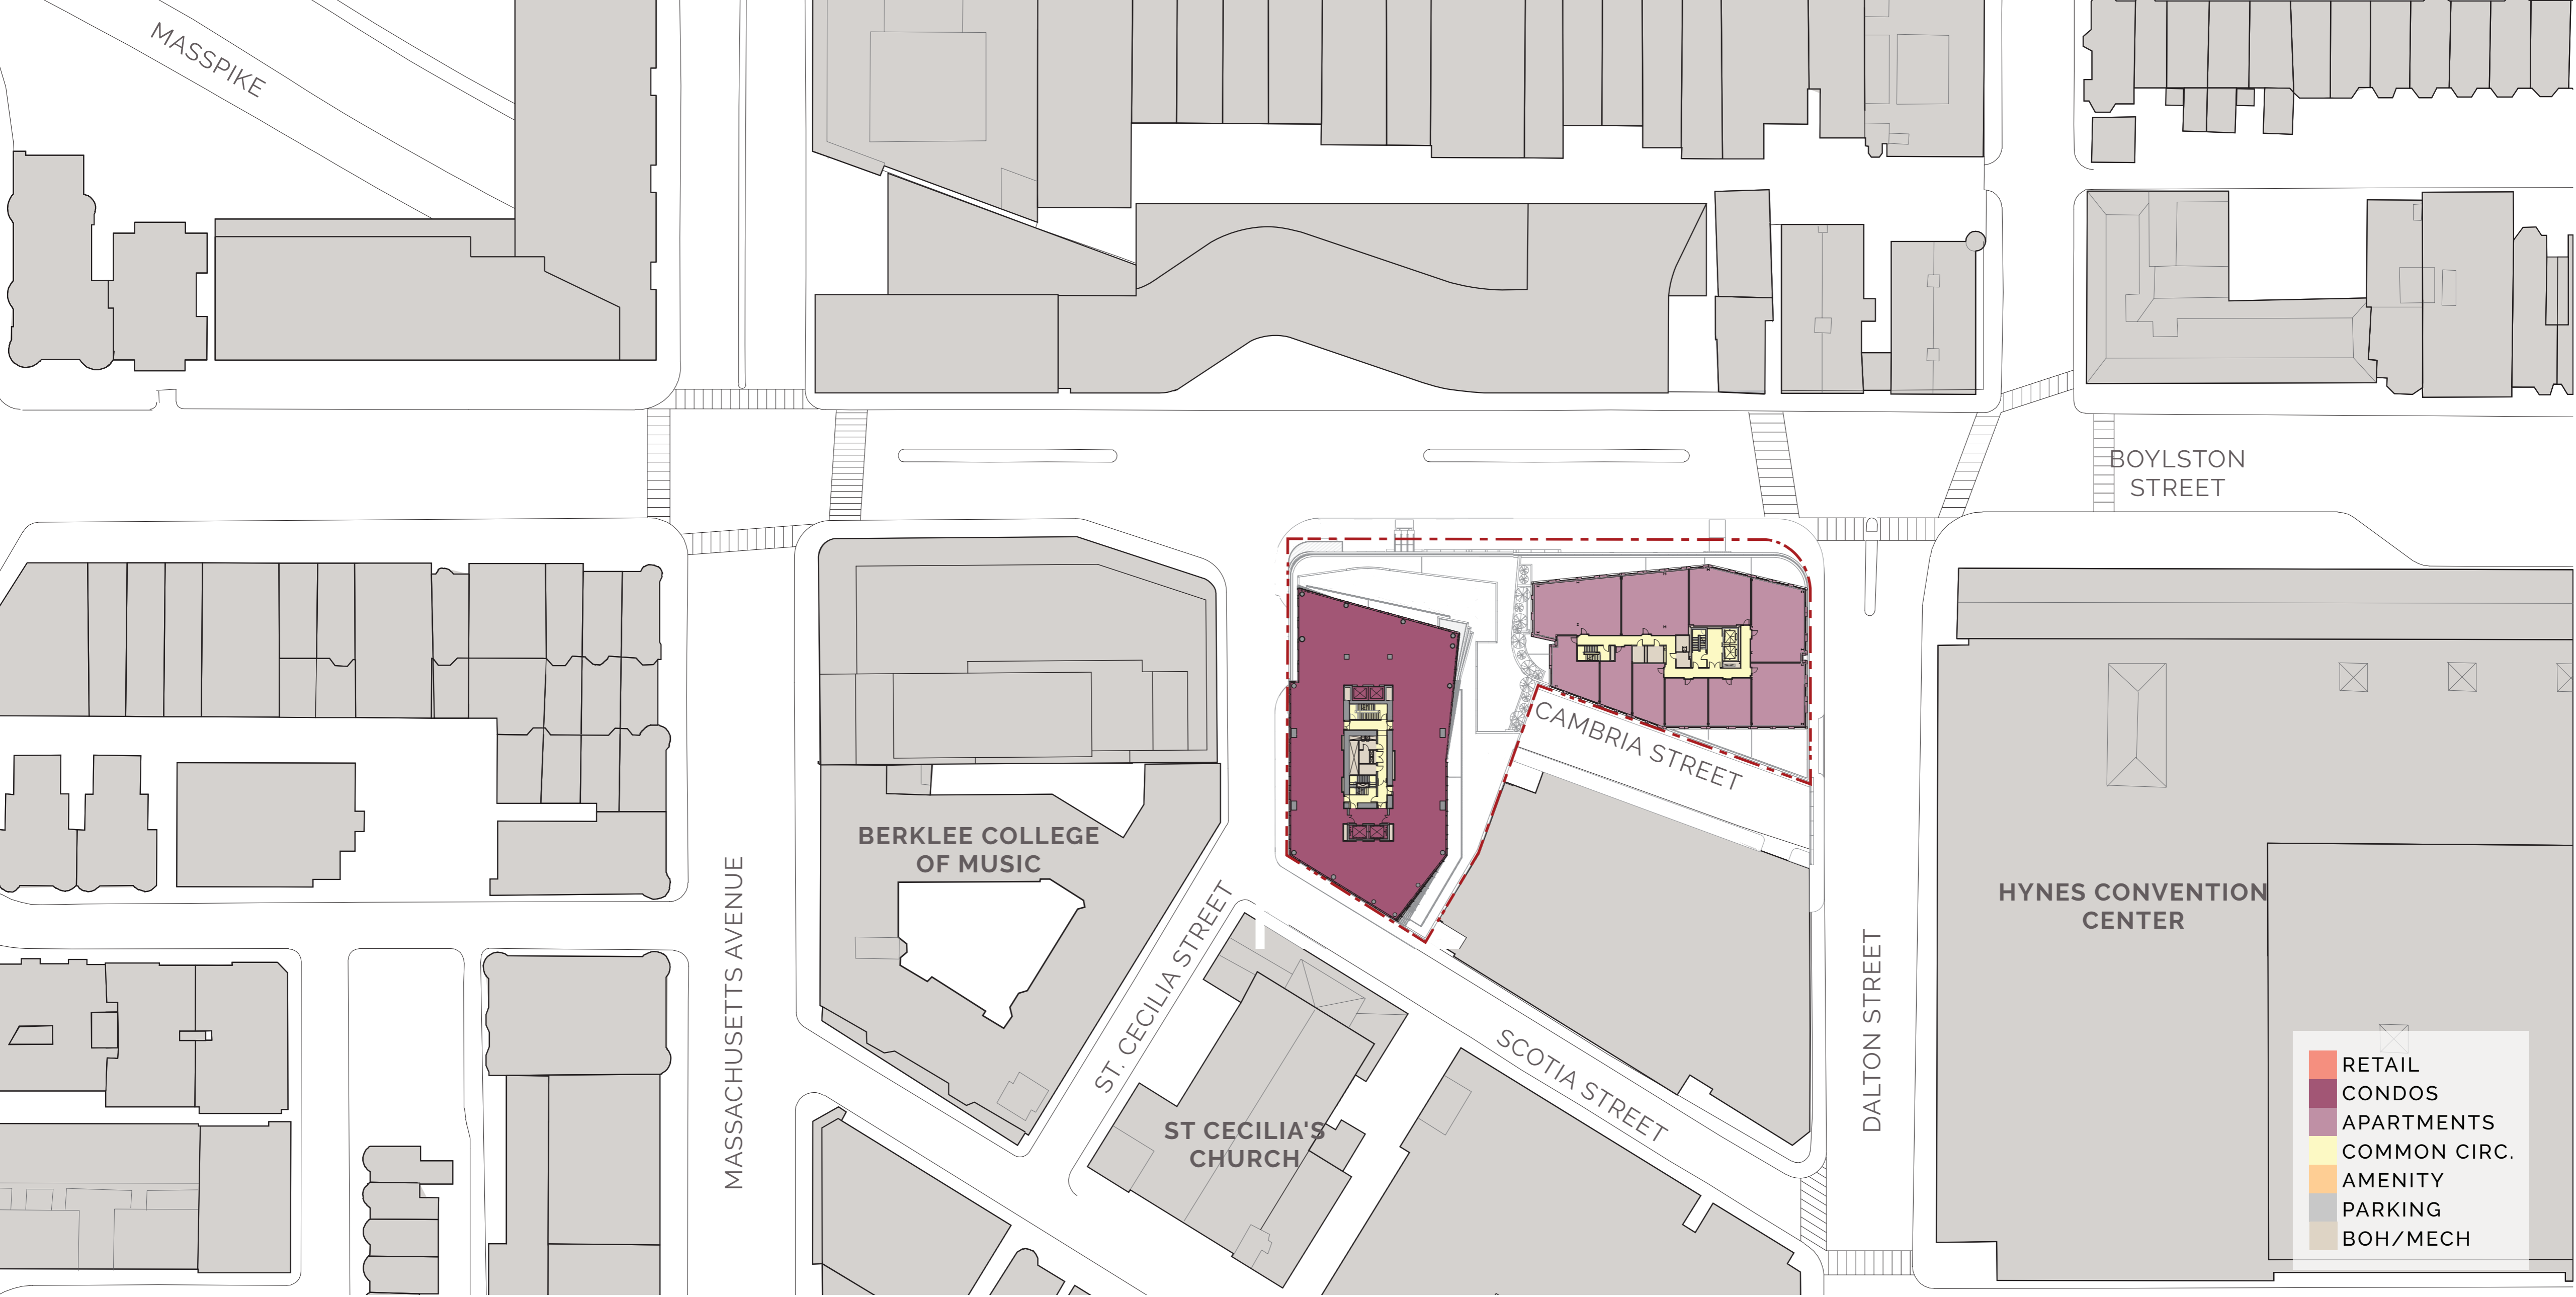 MASSPIKE
BOYLSTON
STREET
CAMBRIA STREET
BERKLEE COLLEGE
OF MUSIC
MASSACHUSETTS AVENUE
ST. CECILIA STREET
HYNES CONVENTION
CENTER
DALTON STREET
SCOTIA STREET
ST CECILIA'S
CHURCH
RETAIL
CONDOS
APARTMENTS
COMMON CIRC.
AMENITY
PARKING
BOH/MECH